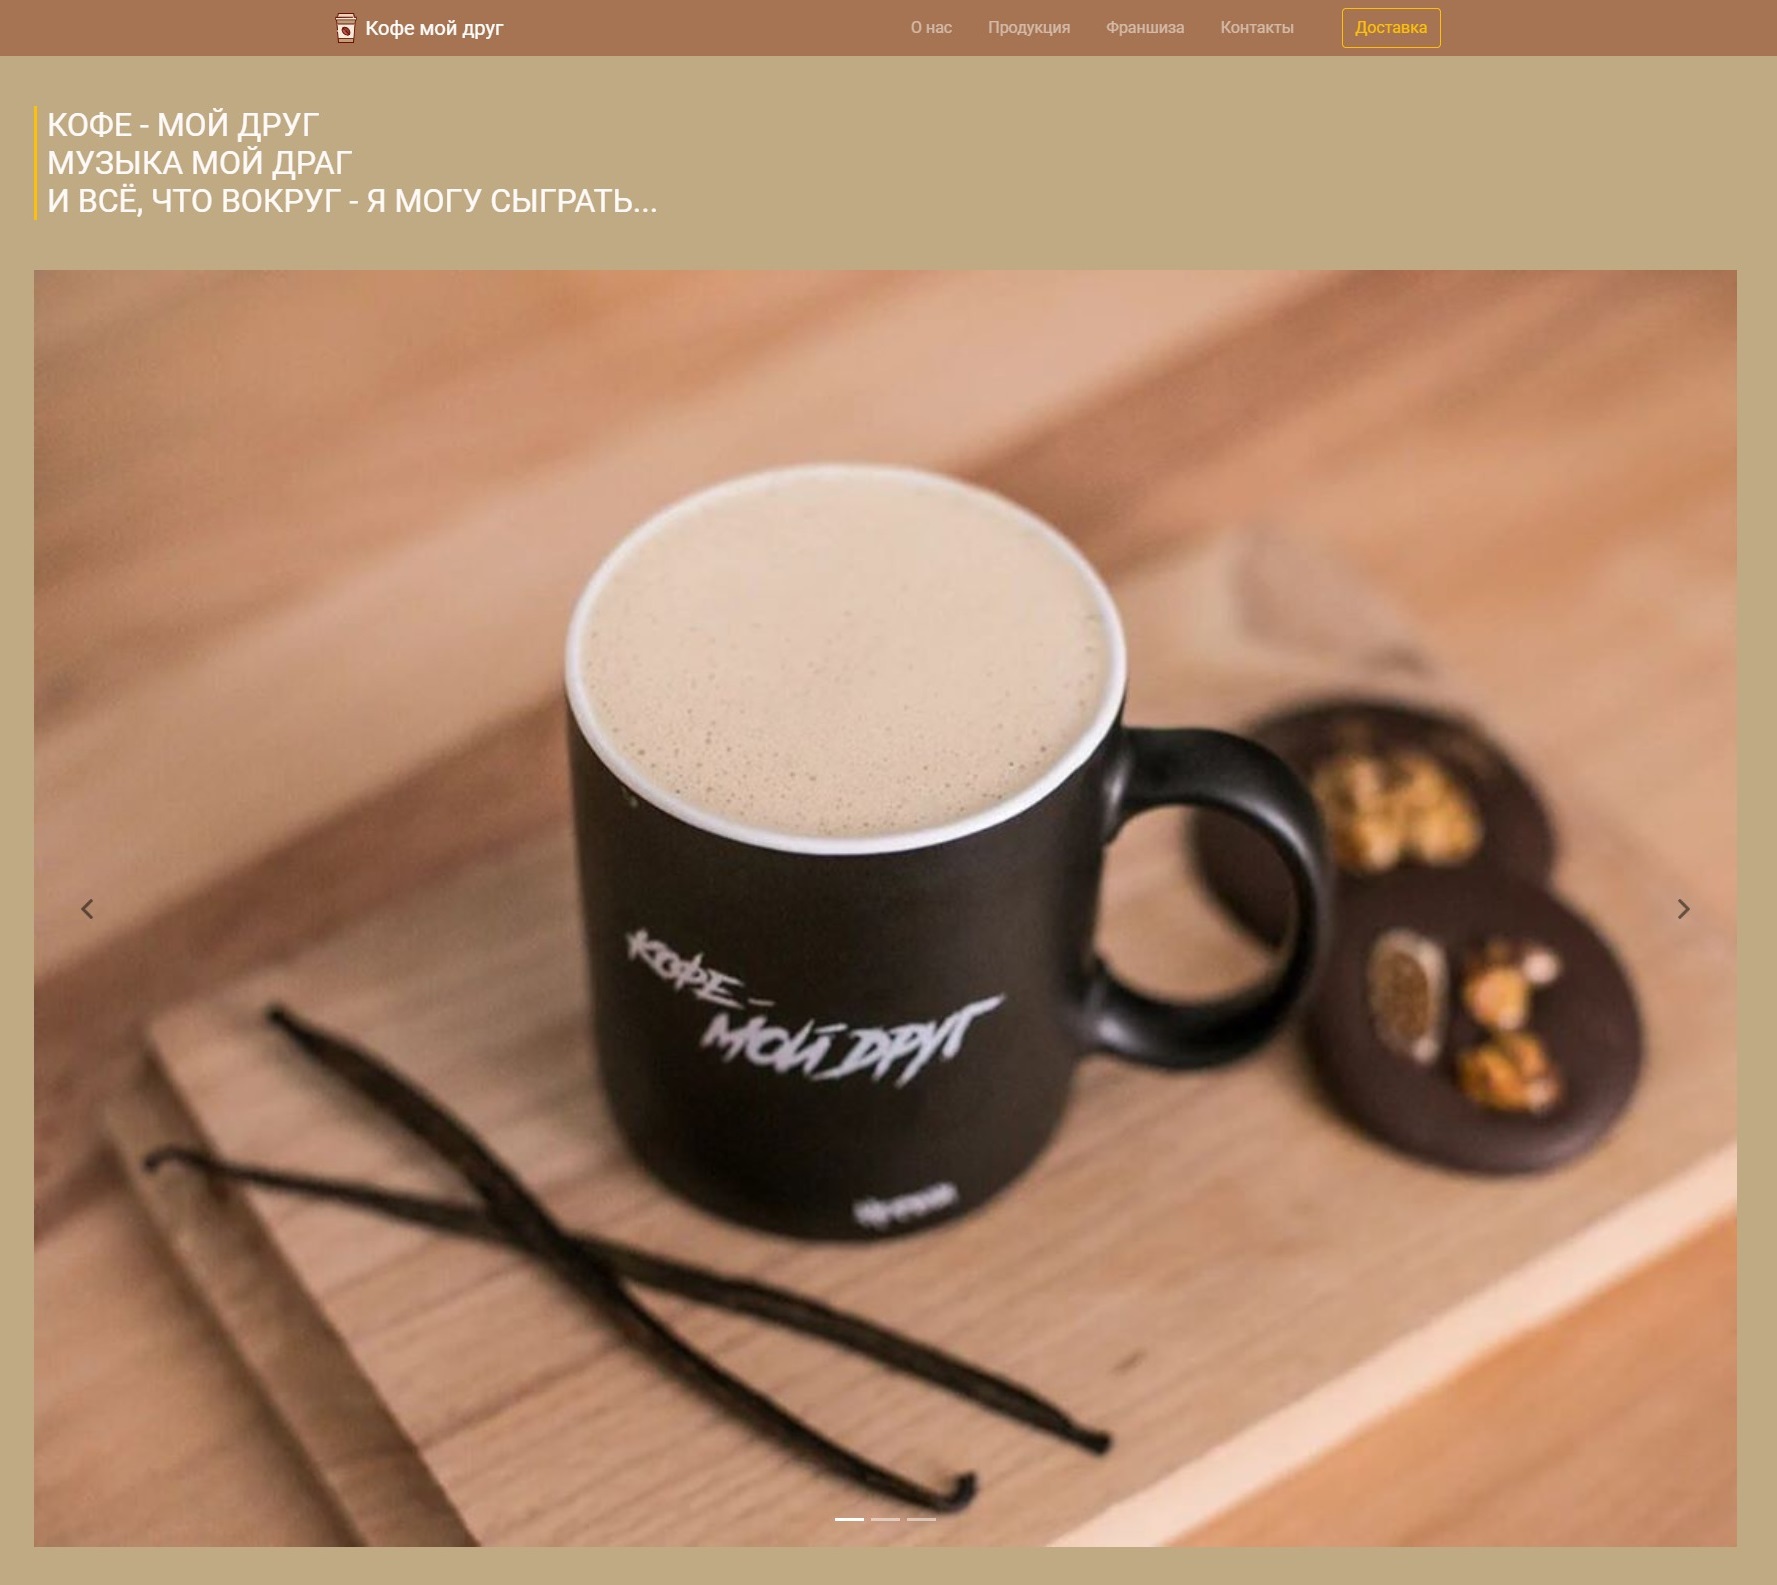 Кофе мой друг
О нас
Продукция
Франшиза
Контакты
Доставка
КОФЕ - МОЙ ДРУГ
МУЗЫКА МОЙ ДРАГ
И ВСЁ, ЧТО ВОКРУГ - Я МОГУ СЫГРАТЬ...
КОФЕ -
МОЙ ДРУГ